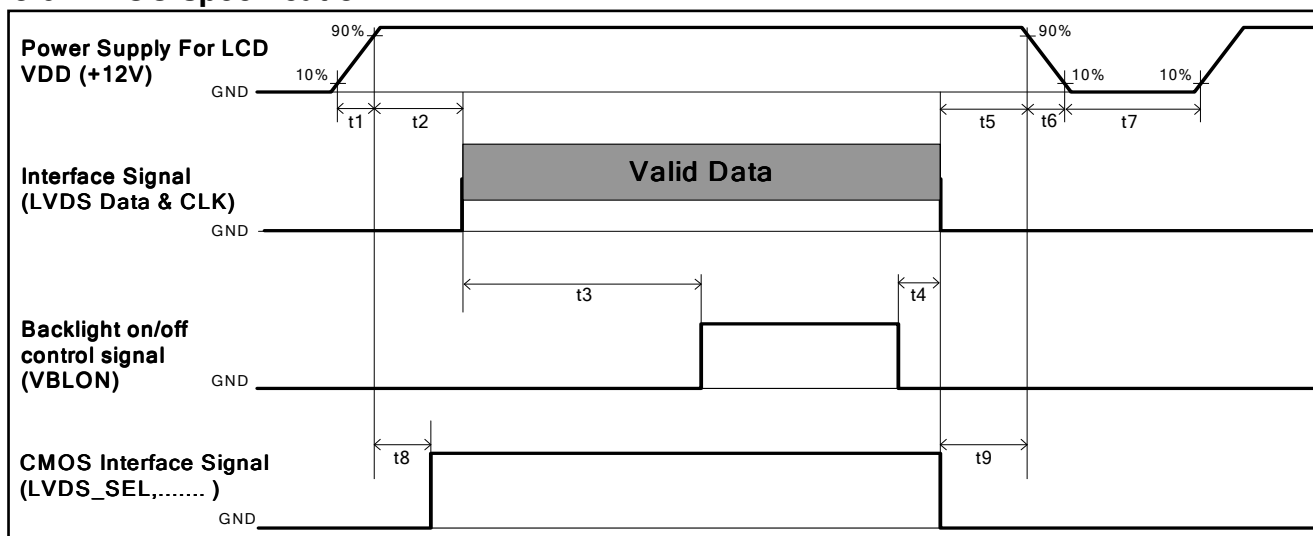 Power Supply For LCD
VDD (+12V)
90%
10%
GND
90%
10%
10%
t1
t2
t5
t6
t7
Interface Signal
(LVDS Data & CLK)
Valid Data
GND
t3
t4
Backlight on/off
control signal
(VBLON)
GND
t8
t9
CMOS Interface Signal
(LVDS_SEL,....... )
GND